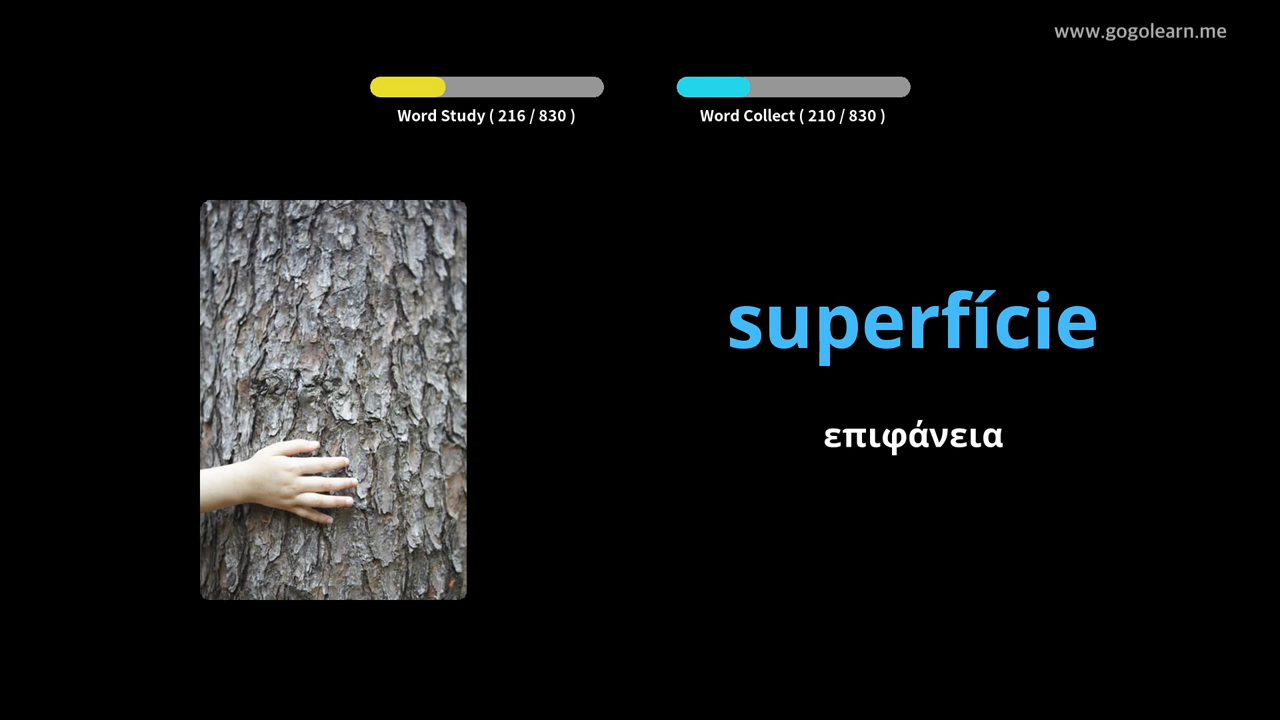 www.gogolearn.me
Word Study ( 216 / 830 )
Word Collect ( 210 / 830 )
superfície
επιφάνεια